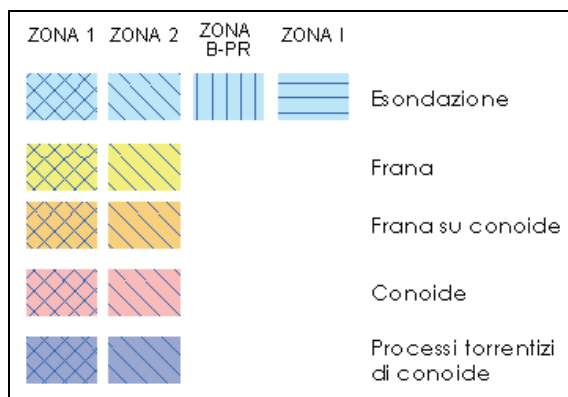 ZONA 1 ZONA 2 ZONA B-PR ZONA I
Esondazione
Frana
Frana su conoide
Conoide
Processi torrentizi
di conoide